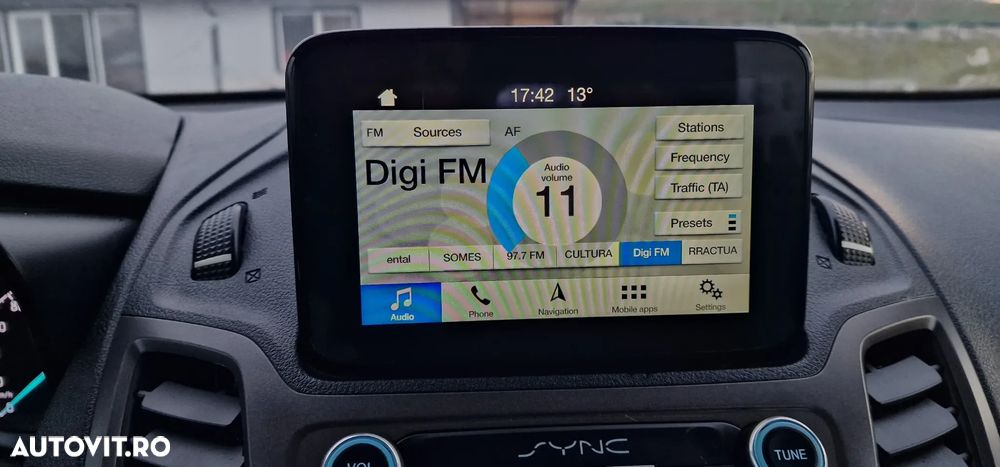 17:42 13°
FM Sources
AF
Stations
Digi FM
Audio
volume
11
Frequency
Traffic (TA)
Presets
ental
SOMES
97.7 FM
CULTURA
Digi FM
RRACTUA
Audio
Phone
Navigation
Mobile apps
Settings
SYNC
VOL
TUNE
AUTOVIT.RO